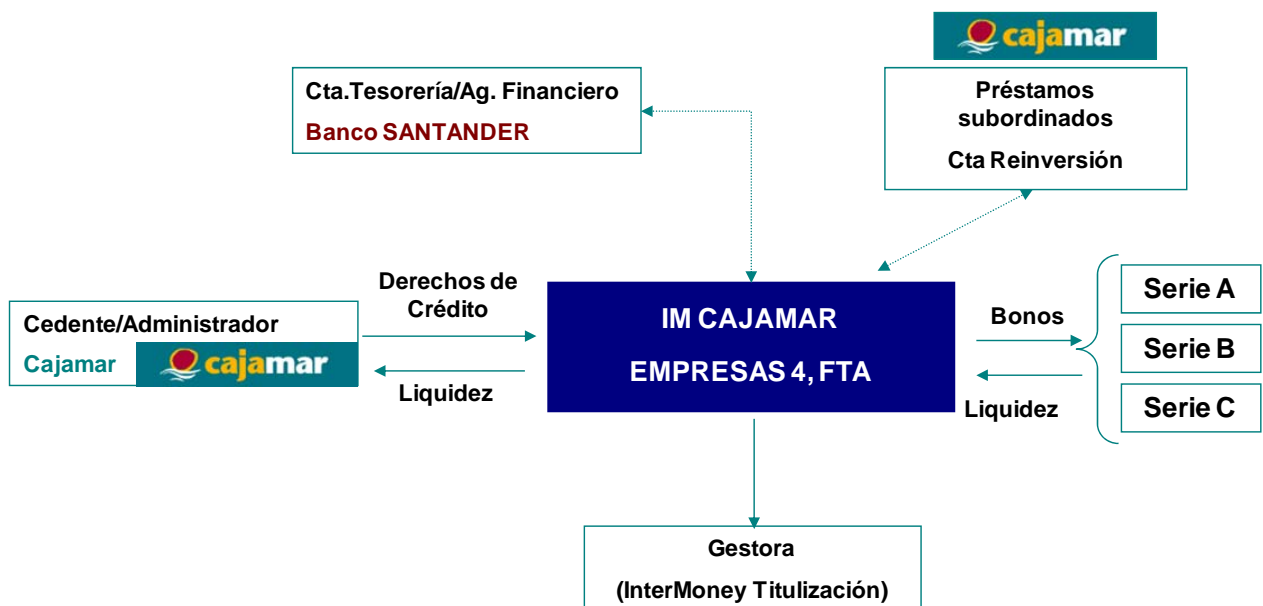 cajamar
Cta.Tesorería/Ag. Financiero
Banco SANTANDER
Préstamos
subordinados
Cta Reinversión
Derechos de
Crédito
Cedente/Administrador
Cajamar
cajamar
Liquidez
IM CAJAMAR
EMPRESAS 4, FTA
Bonos
Liquidez
Serie A
Serie B
Serie C
Gestora
(InterMoney Titulización)